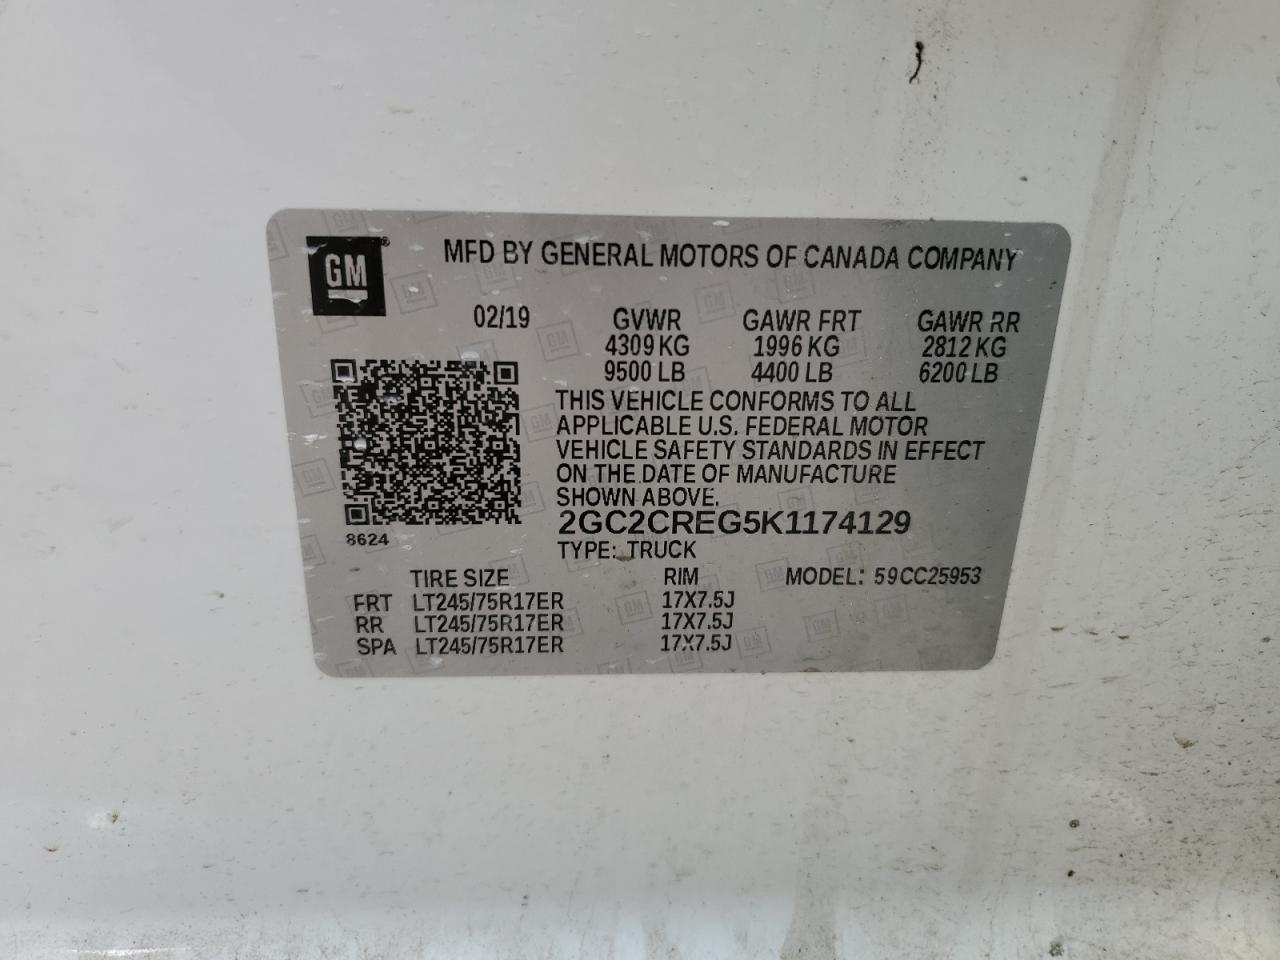 GM®
MFD BY GENERAL MOTORS OF CANADA COMPANY
02/19 GVWR GAWR FRT GAWR RR
4309 KG 1996 KG 2812 KG
9500 LB 4400 LB 6200 LB
THIS VEHICLE CONFORMS TO ALL
APPLICABLE U.S. FEDERAL MOTOR
VEHICLE SAFETY STANDARDS IN EFFECT
ON THE DATE OF MANUFACTURE
SHOWN ABOVE.
2GC2CREG5K1174129
8624
TYPE: TRUCK
TIRE SIZE RIM MODEL: 59CC25953
FRT LT245/75R17ER 17X7.5J
RR LT245/75R17ER 17X7.5J
SPA LT245/75R17ER 17X7.5J